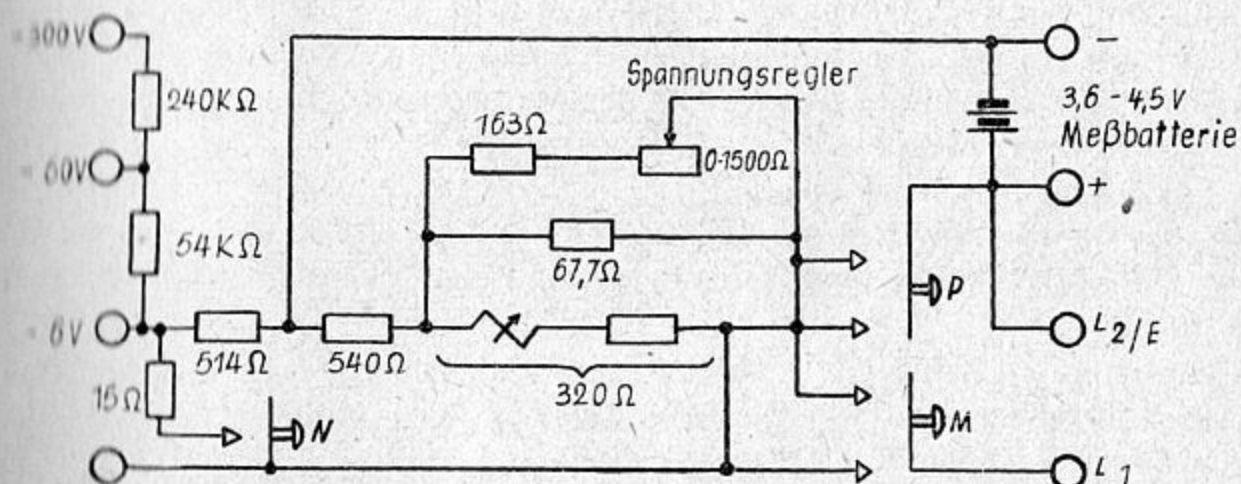 300V
240KΩ
60V
54KΩ
6V
514Ω
540Ω
15Ω
N
163Ω
Spannungsregler
0-1500Ω
67,7Ω
320Ω
-
3,6-4,5V
Meßbatterie
+
P
L2/E
M
L1